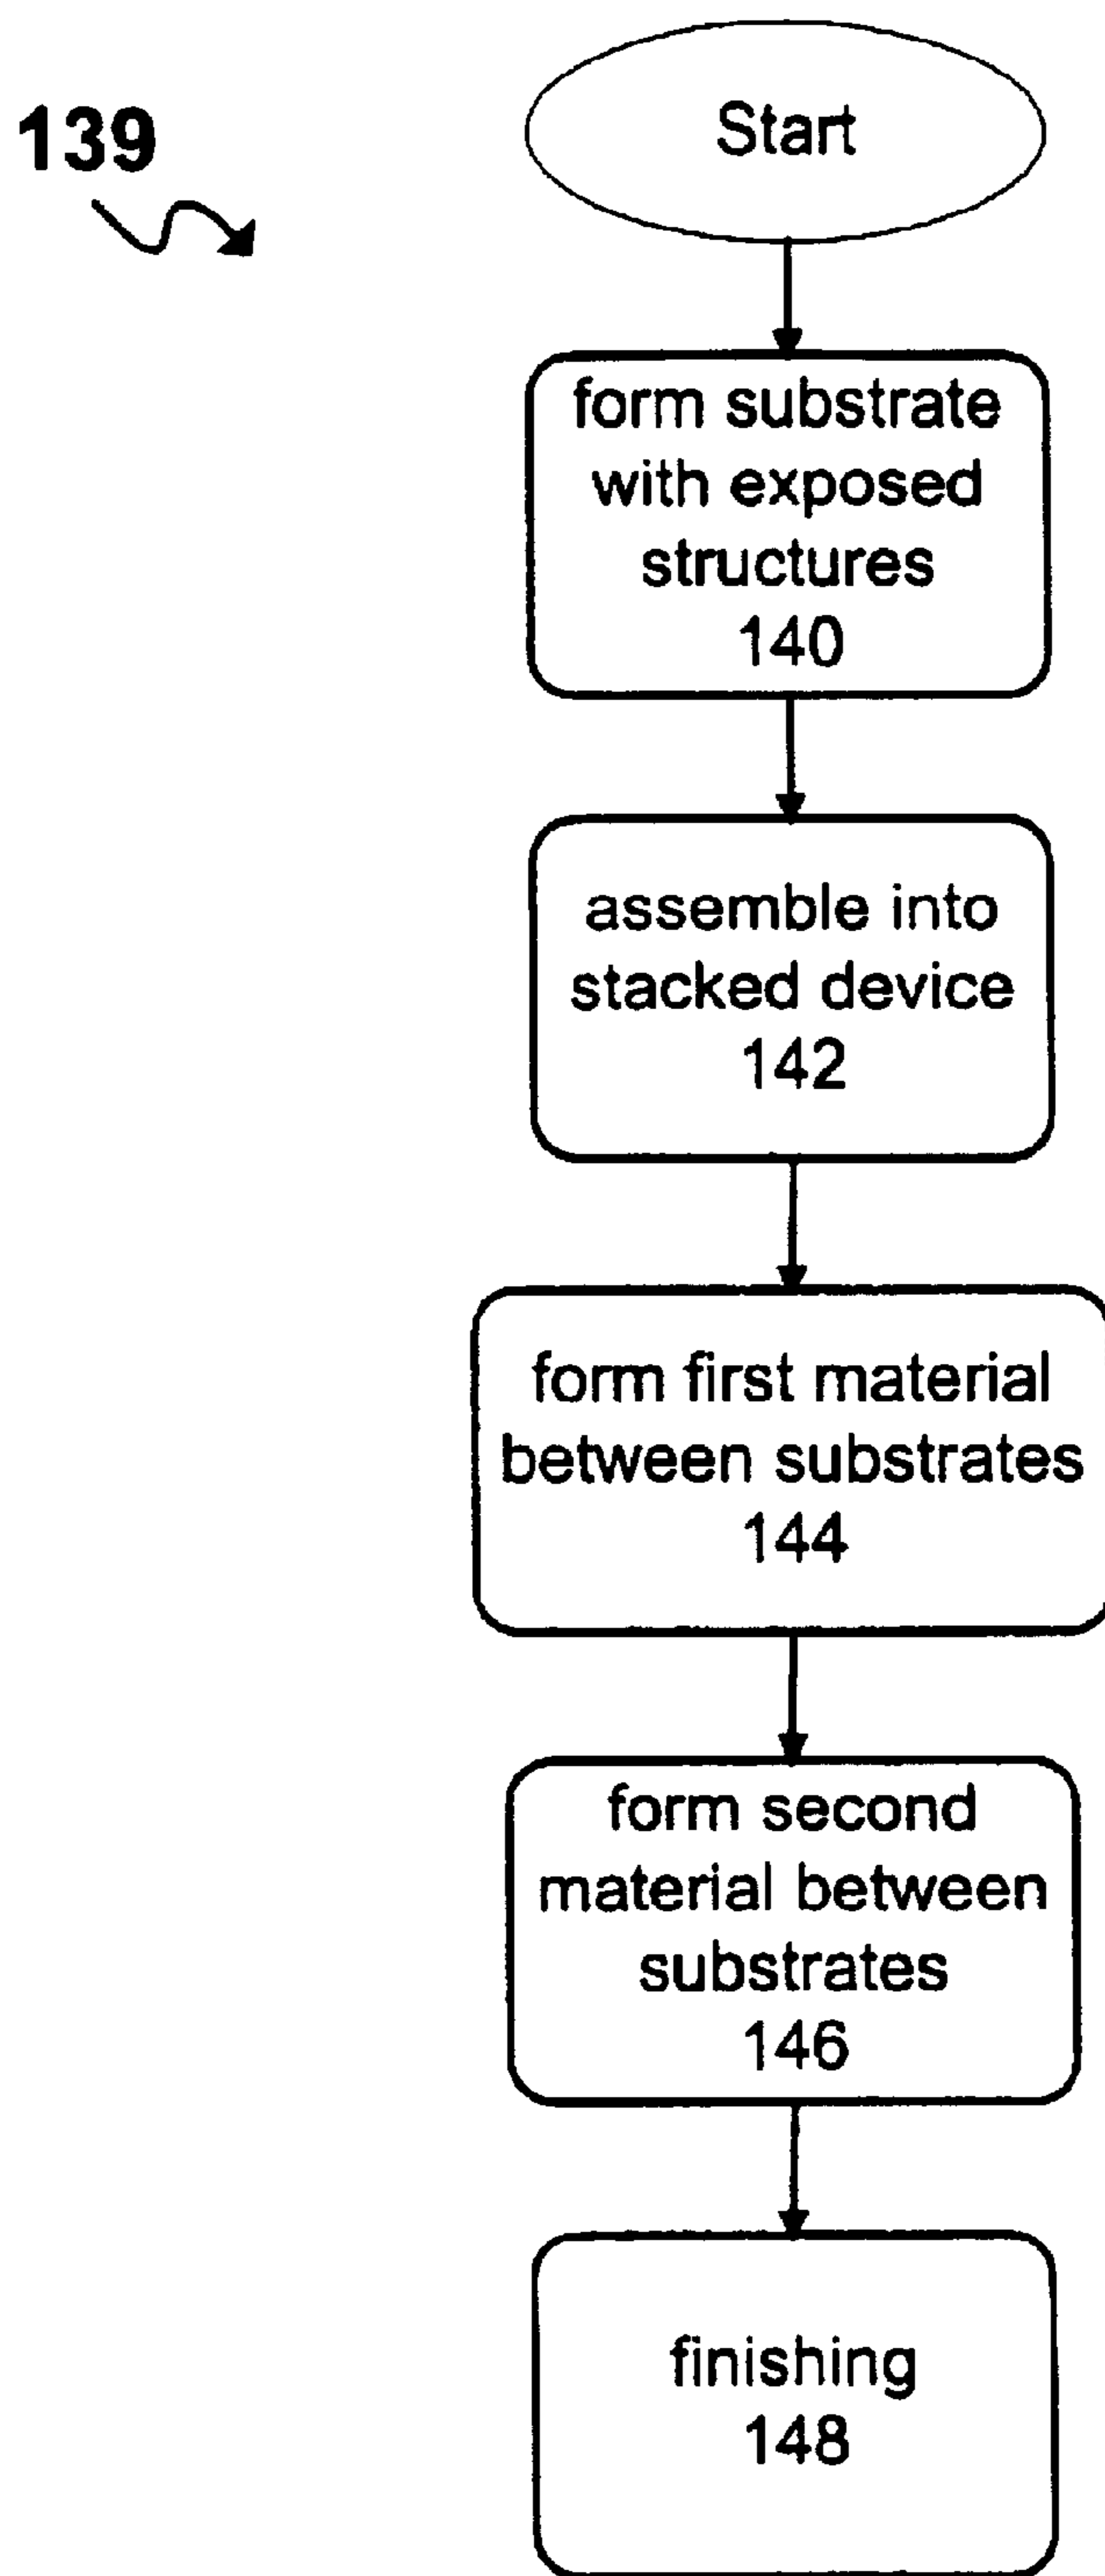 139
Start
form substrate
with exposed
structures
140
assemble into
stacked device
142
form first material
between substrates
144
form second
material between
substrates
146
finishing
148